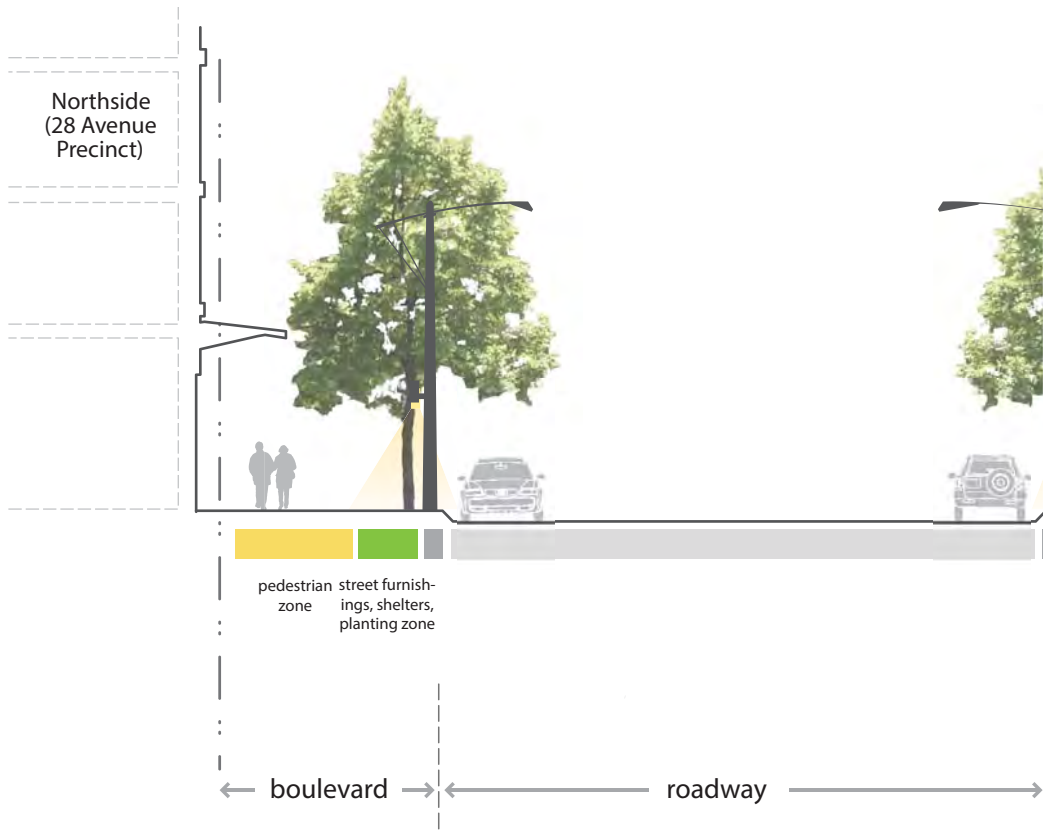 Northside
(28 Avenue
Precinct)
pedestrian
zone
street furnish-
ings, shelters,
planting zone
boulevard
roadway